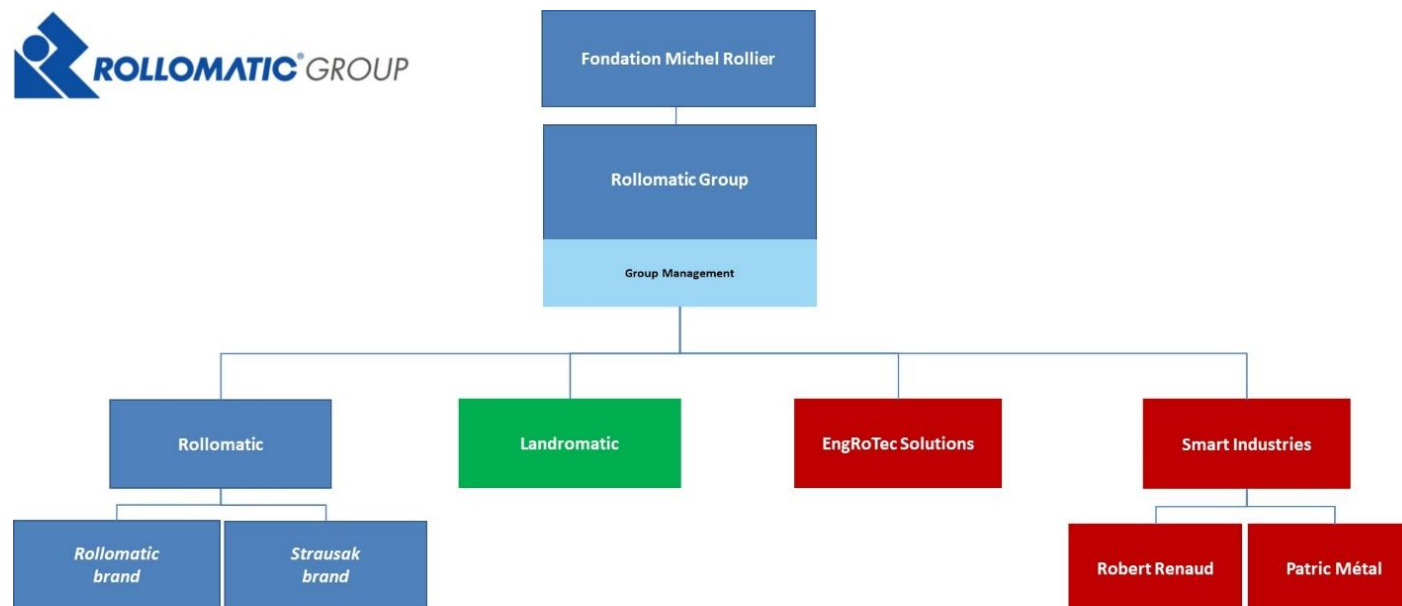 ROLLOMATIC® GROUP
Fondation Michel Rollier
Rollomatic Group
Group Management
Rollomatic
Landromatic
EngRoTec Solutions
Smart Industries
Rollomatic
brand
Strausak
brand
Robert Renaud
Patric Métal